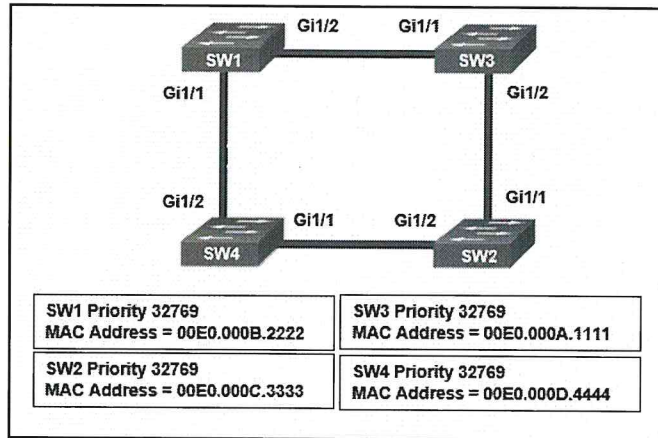 Gi1/2 Gi1/1
SW1 SW3
Gi1/1 Gi1/2
Gi1/2 Gi1/1 Gi1/2 Gi1/1
SW4 SW2
SW1 Priority 32769
MAC Address = 00E0.000B.2222
SW3 Priority 32769
MAC Address = 00E0.000A.1111
SW2 Priority 32769
MAC Address = 00E0.000C.3333
SW4 Priority 32769
MAC Address = 00E0.000D.4444